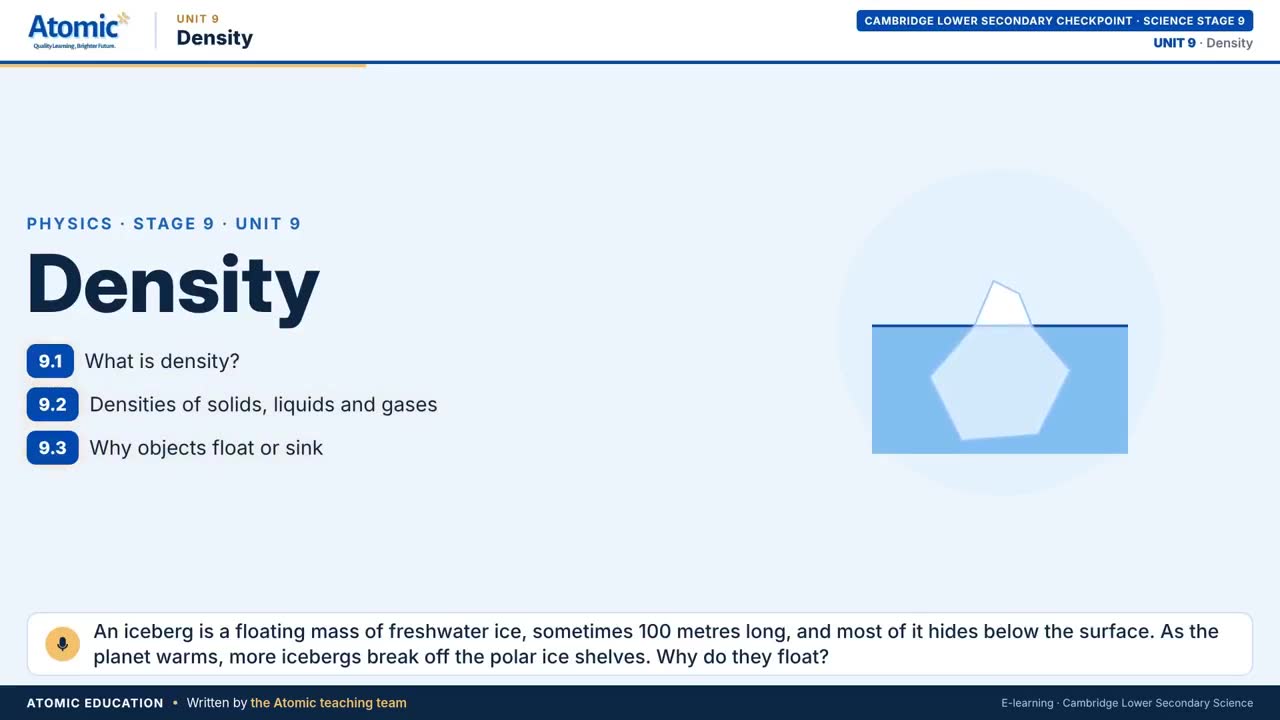 Atomic
Quality Learning, Brighter Future.
UNIT 9
Density
CAMBRIDGE LOWER SECONDARY CHECKPOINT · SCIENCE STAGE 9
UNIT 9 · Density
PHYSICS · STAGE 9 · UNIT 9
Density
9.1 What is density?
9.2 Densities of solids, liquids and gases
9.3 Why objects float or sink
An iceberg is a floating mass of freshwater ice, sometimes 100 metres long, and most of it hides below the surface. As the
planet warms, more icebergs break off the polar ice shelves. Why do they float?
ATOMIC EDUCATION • Written by the Atomic teaching team
E-learning · Cambridge Lower Secondary Science